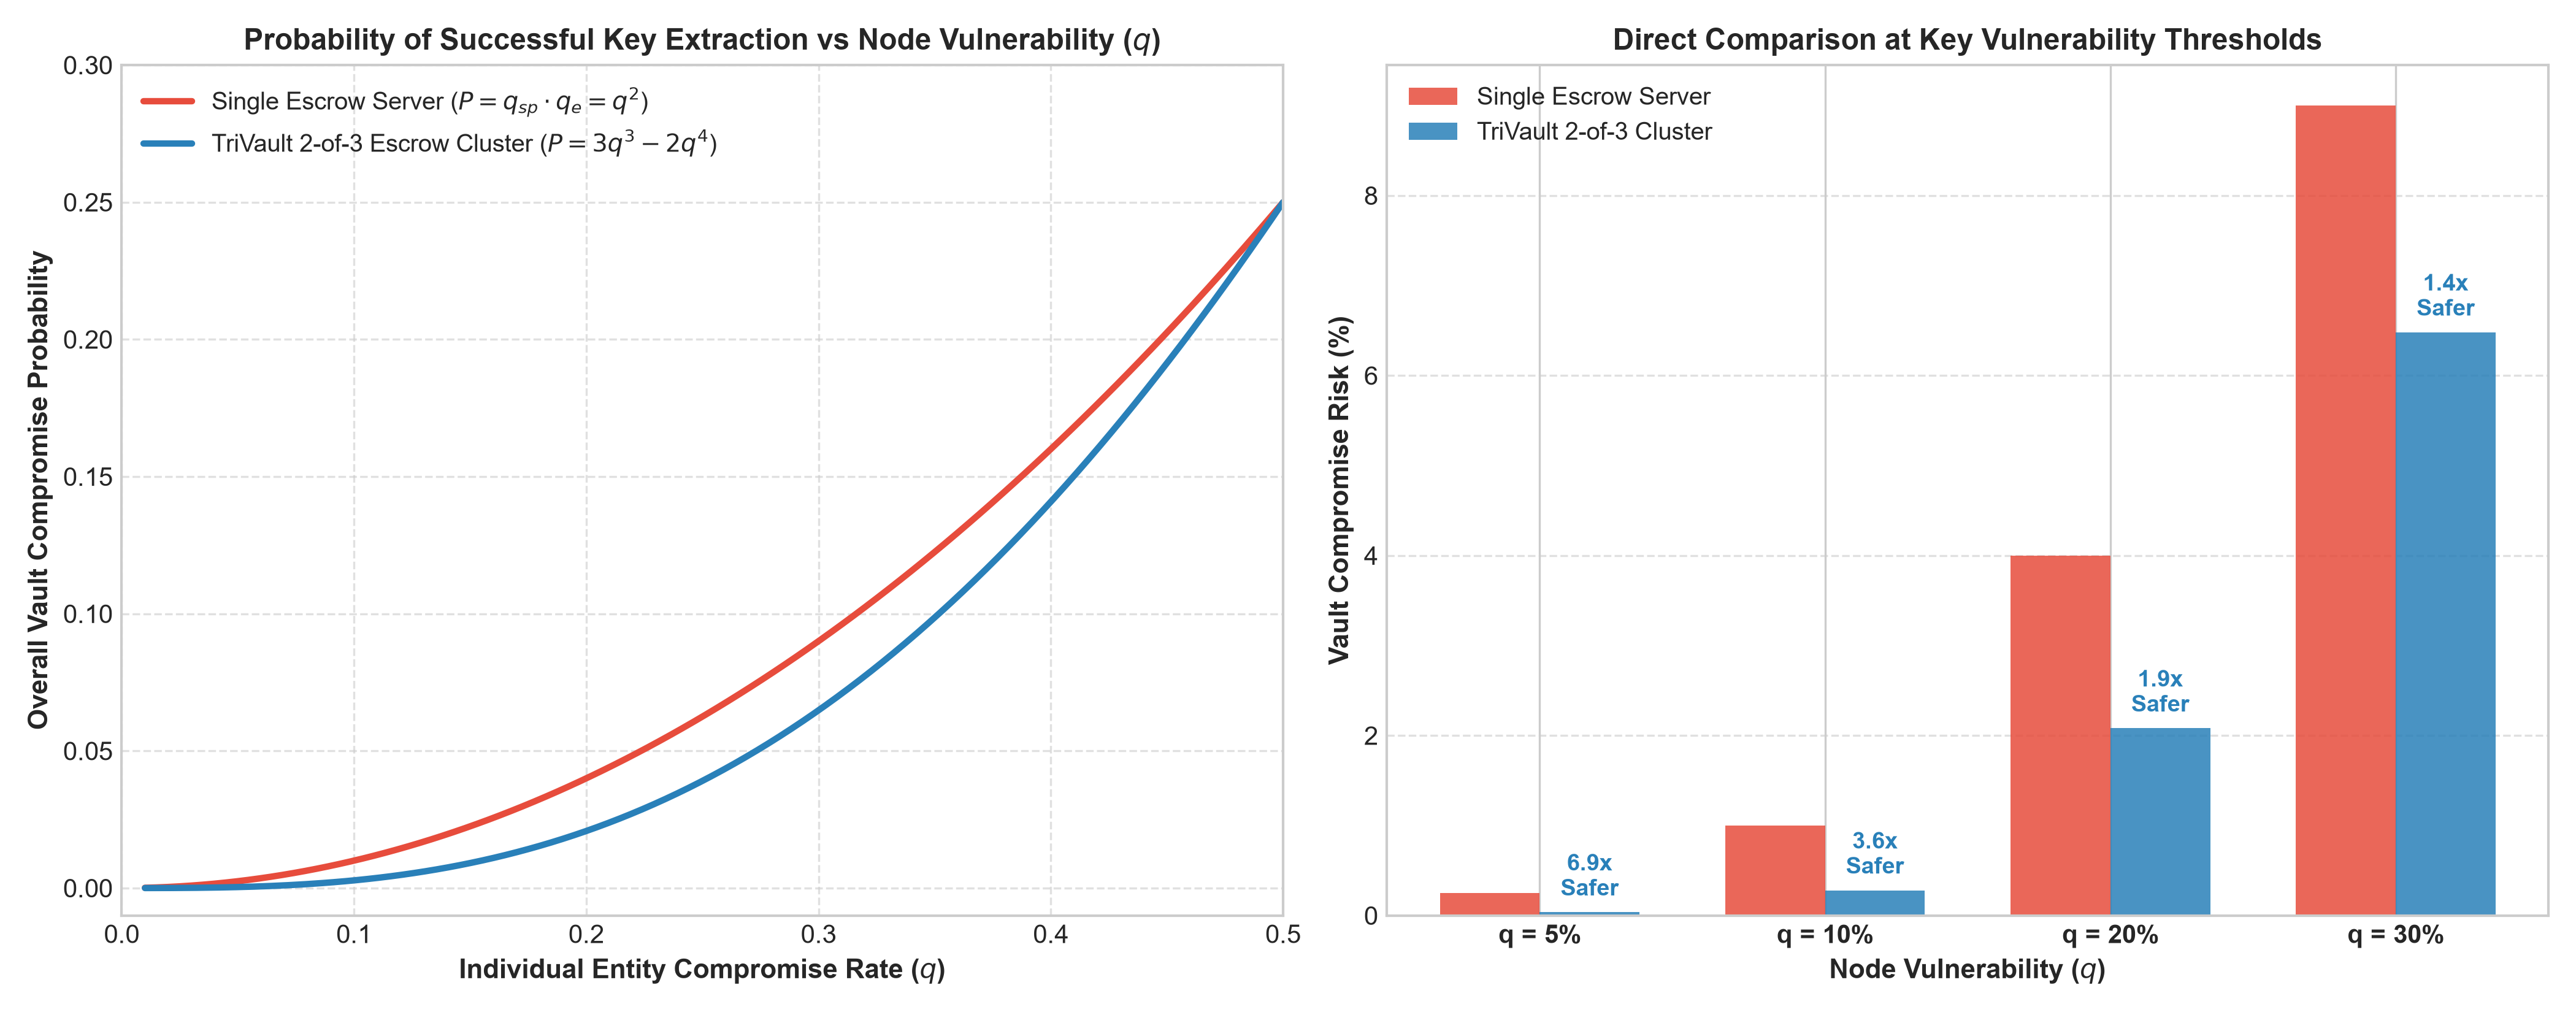 Probability of Successful Key Extraction vs Node Vulnerability (q)
0.30
0.25
0.20
0.15
0.10
0.05
0.00
Overall Vault Compromise Probability
Single Escrow Server (P = q_sp · q_e = q²)
TriVault 2-of-3 Escrow Cluster (P = 3q³ − 2q⁴)
0.0 0.1 0.2 0.3 0.4 0.5
Individual Entity Compromise Rate (q)
Direct Comparison at Key Vulnerability Thresholds
Single Escrow Server
TriVault 2-of-3 Cluster
8
6
4
2
0
Vault Compromise Risk (%)
6.9x
Safer
3.6x
Safer
1.9x
Safer
1.4x
Safer
q = 5% q = 10% q = 20% q = 30%
Node Vulnerability (q)